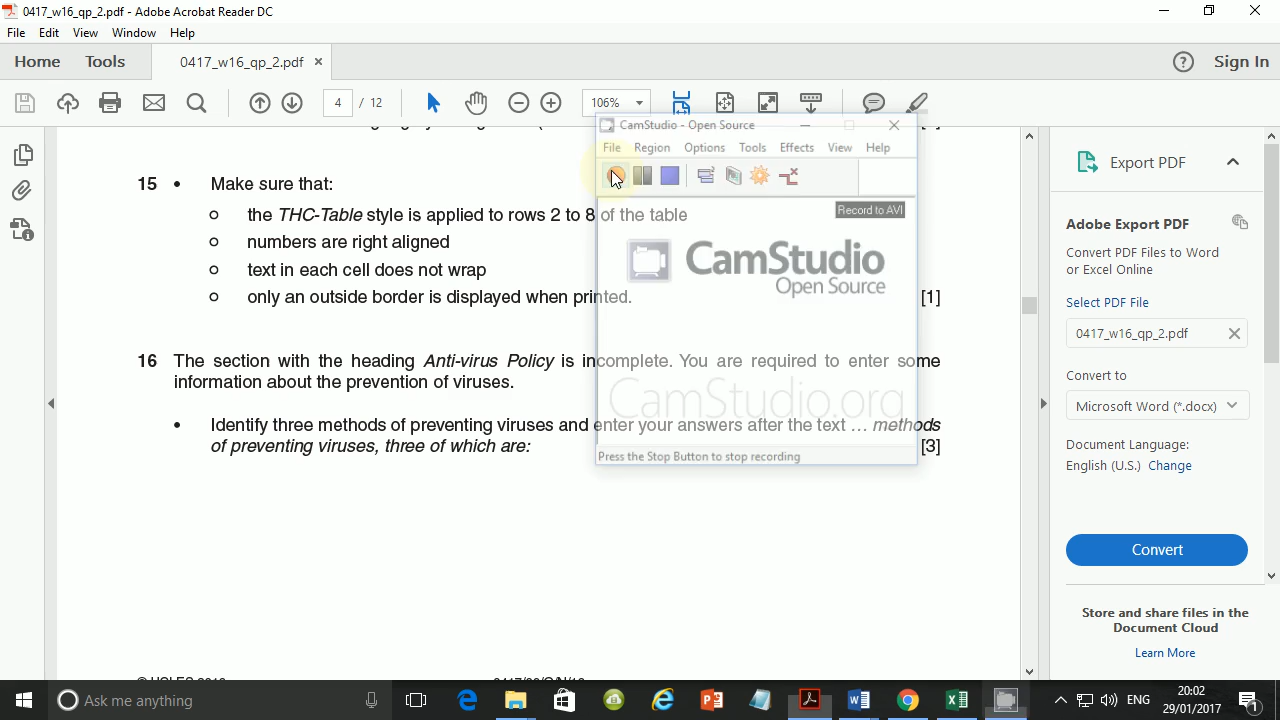 0417_w16_qp_2.pdf - Adobe Acrobat Reader DC
File Edit View Window Help
Home Tools 0417_w16_qp_2.pdf × Sign In
4 / 12 106%
CamStudio - Open Source
File Region Options Tools Effects View Help
Record to AVI
CamStudio
Open Source
CamStudio.org
Press the Stop Button to stop recording
15 • Make sure that:
o the THC-Table style is applied to rows 2 to 8 of the table
o numbers are right aligned
o text in each cell does not wrap
o only an outside border is displayed when printed. [1]
16 The section with the heading Anti-virus Policy is incomplete. You are required to enter some
information about the prevention of viruses.
• Identify three methods of preventing viruses and enter your answers after the text … methods
of preventing viruses, three of which are: [3]
Export PDF
Adobe Export PDF
Convert PDF Files to Word
or Excel Online
Select PDF File
0417_w16_qp_2.pdf
Convert to
Microsoft Word (*.docx)
Document Language:
English (U.S.) Change
Convert
Store and share files in the
Document Cloud
Learn More
Ask me anything
ENG
20:02
29/01/2017
1